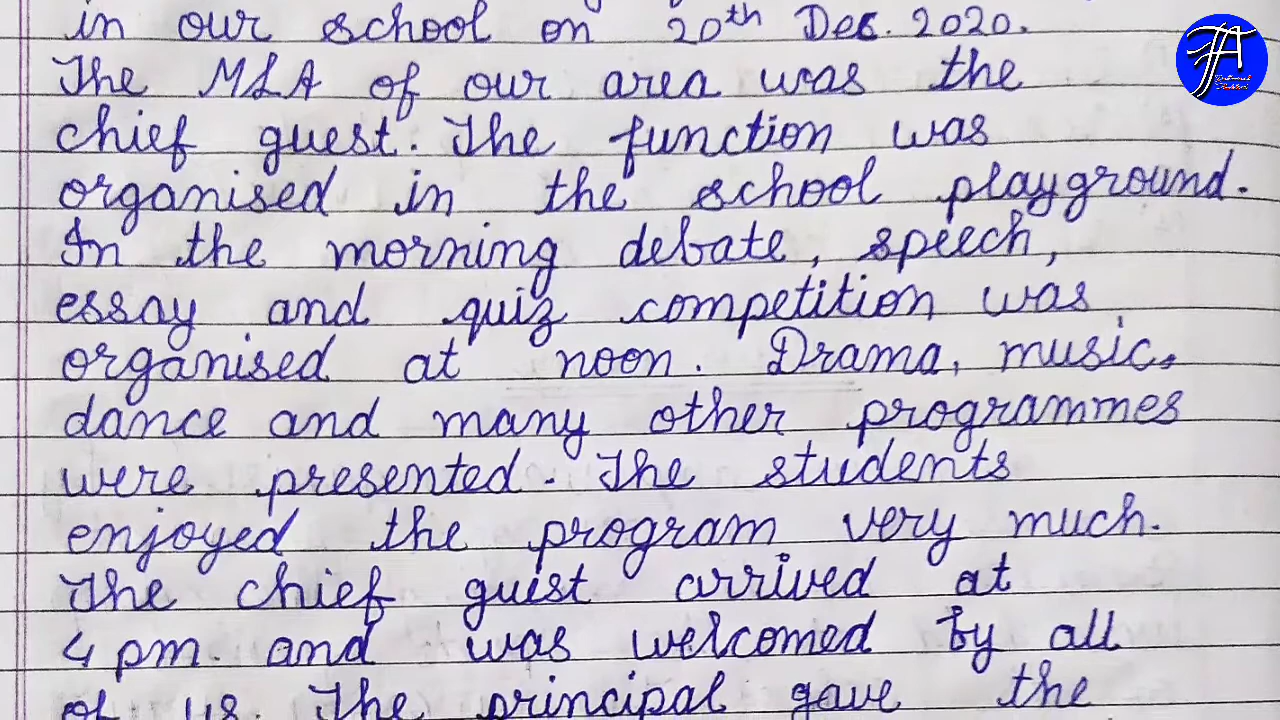 in our school on 20th Dec. 2020.
The MLA of our area was the
chief guest. The function was
organised in the school playground.
In the morning debate, speech,
essay and quiz competition was
organised at noon. Drama, music,
dance and many other programmes
were presented. The students
enjoyed the program very much.
The chief guest arrived at
4 pm. and was welcomed by all
of us. The principal gave the